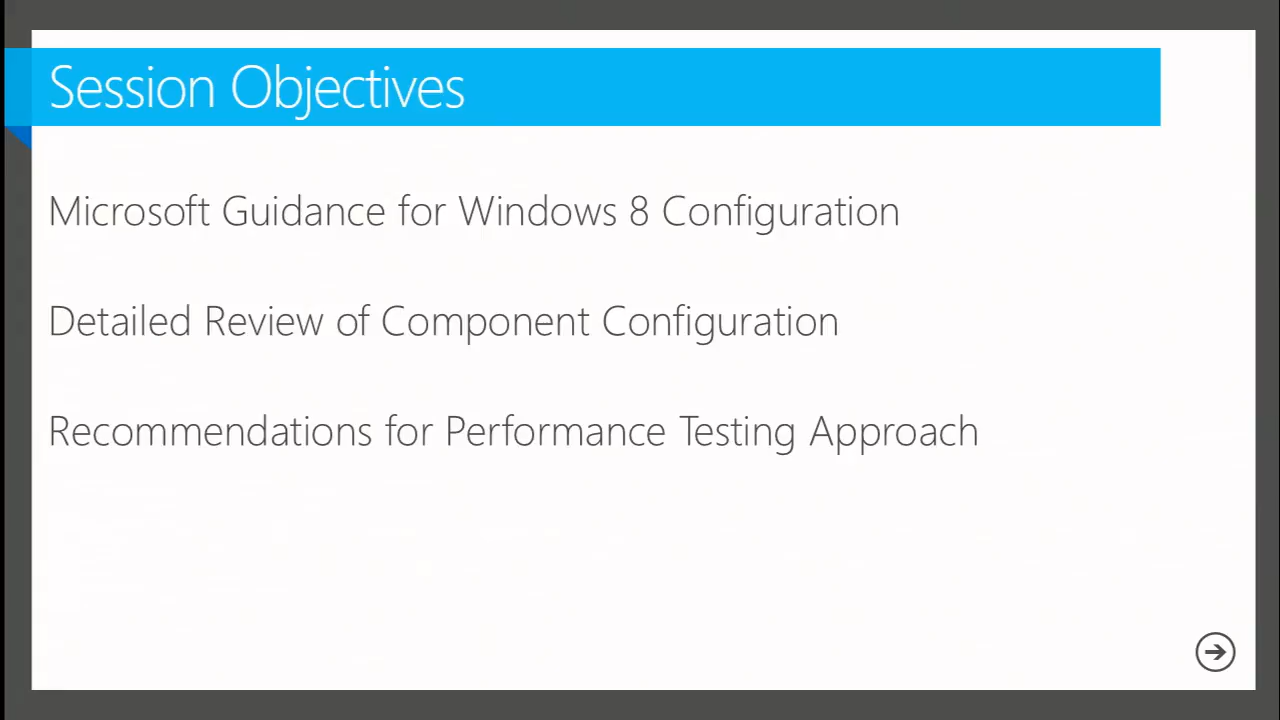 Session Objectives
Microsoft Guidance for Windows 8 Configuration
Detailed Review of Component Configuration
Recommendations for Performance Testing Approach